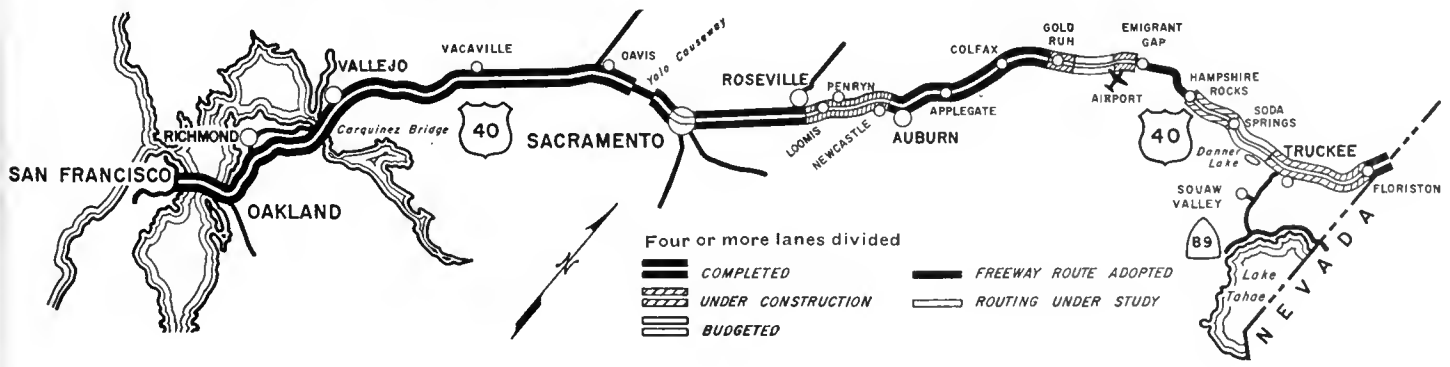 SAN FRANCISCO
RICHMOND
OAKLAND
VALLEJO
Carquinez Bridge
VACAVILLE
40
DAVIS
Yolo Causeway
SACRAMENTO
ROSEVILLE
PENRYN
LOOMIS
NEWCASTLE
AUBURN
APPLEGATE
COLFAX
GOLD
RUN
AIRPORT
EMIGRANT
GAP
HAMPSHIRE
ROCKS
40
SODA
SPRINGS
Donner
Lake
TRUCKEE
SQUAW
VALLEY
FLORISTON
89
Lake
Tahoe
NEVADA
N
Four or more lanes divided
COMPLETED
UNDER CONSTRUCTION
BUDGETED
FREEWAY ROUTE ADOPTED
ROUTING UNDER STUDY